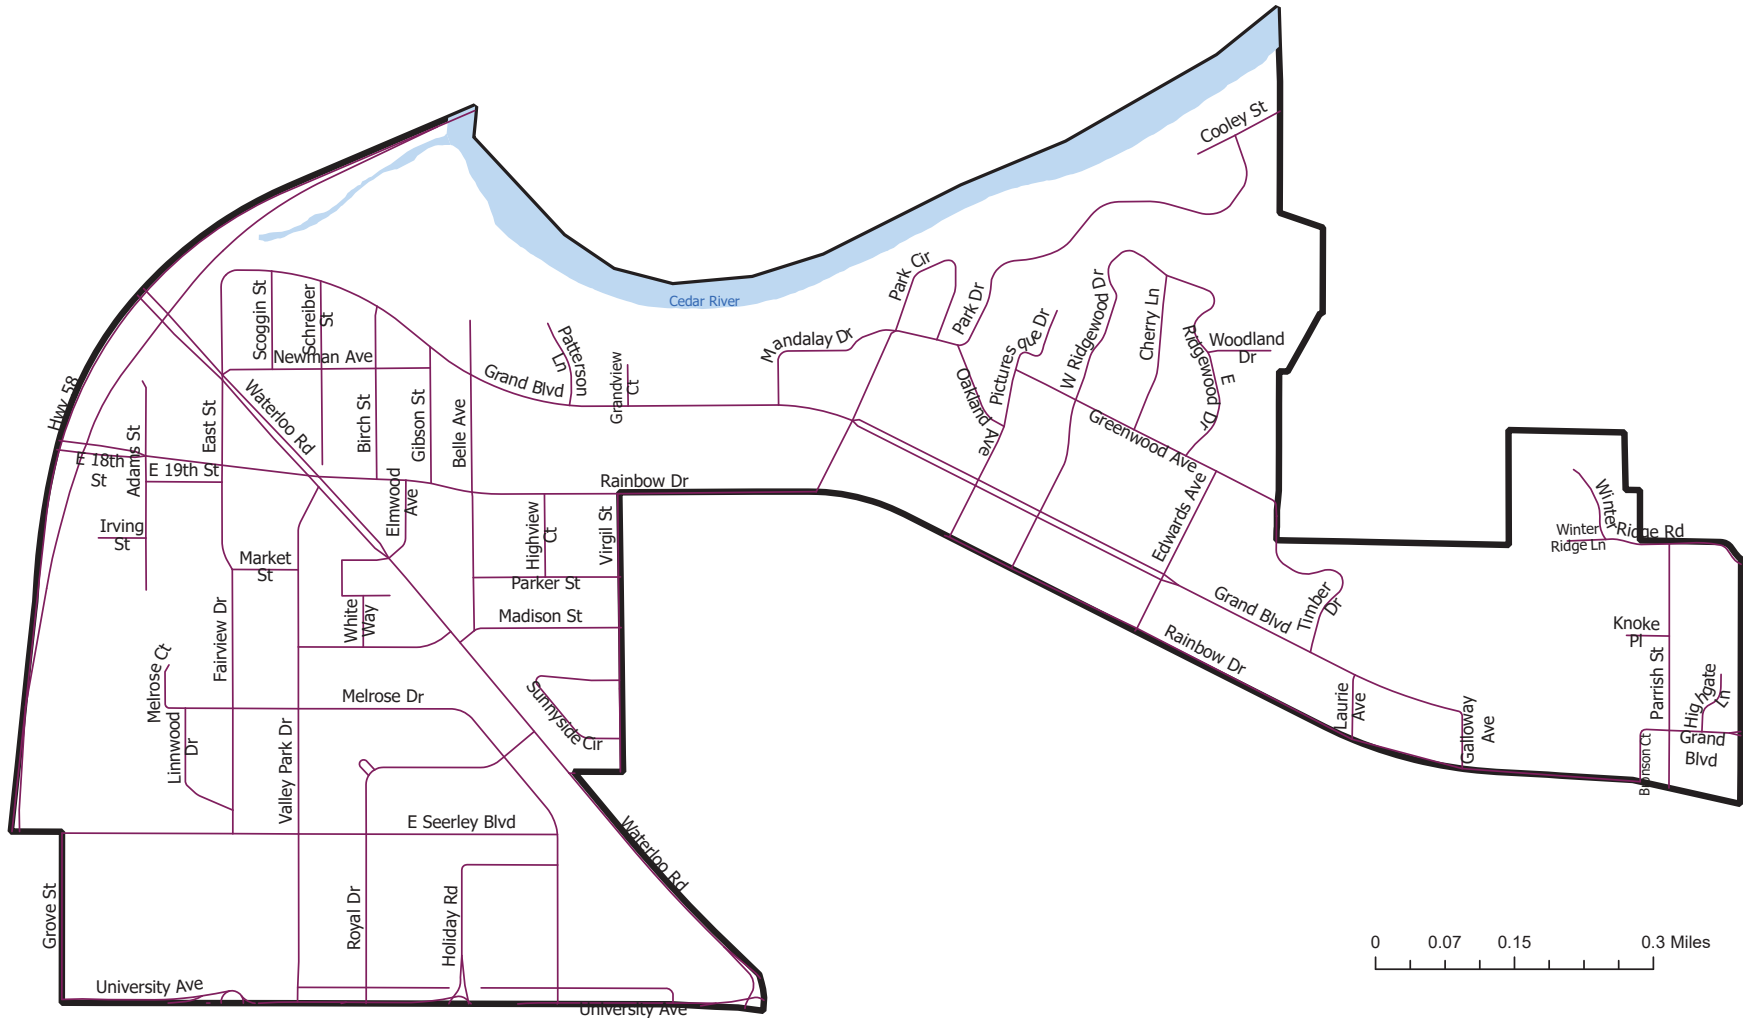 Cooley St
Park Cir
Cedar River
Park Dr
Scoggin St
Schreiber
St
W Ridgewood Dr
Cherry Ln
Picturesque Dr
Mandalay Dr
Woodland
Dr
E
Ridgewood Dr
Patterson
Ln
Newman Ave
Grandview
Ct
Grand Blvd
Hwy 58
Waterloo Rd
East St
Birch St
Gibson St
Belle Ave
Oakland Ave
Greenwood Ave
Adams St
E 18th
St
E 19th St
Rainbow Dr
Elmwood
Ave
Highview
Ct
Virgil St
Edwards Ave
Winter
Ridge Rd
Winter
Ridge Ln
Irving
St
Market
St
Parker St
Madison St
White
Way
Fairview Dr
Grand Blvd
Timber
Dr
Knoke
Pl
Rainbow Dr
Parrish St
Melrose Ct
Melrose Dr
Linnwood
Dr
Sunnyside Cir
Laurie
Ave
Galloway
Ave
Highgate
Ln
Grand
Blvd
Bronson Ct
Valley Park Dr
E Seerley Blvd
Waterloo Rd
Grove St
Royal Dr
Holiday Rd
University Ave
University Ave
0
0.07
0.15
0.3 Miles